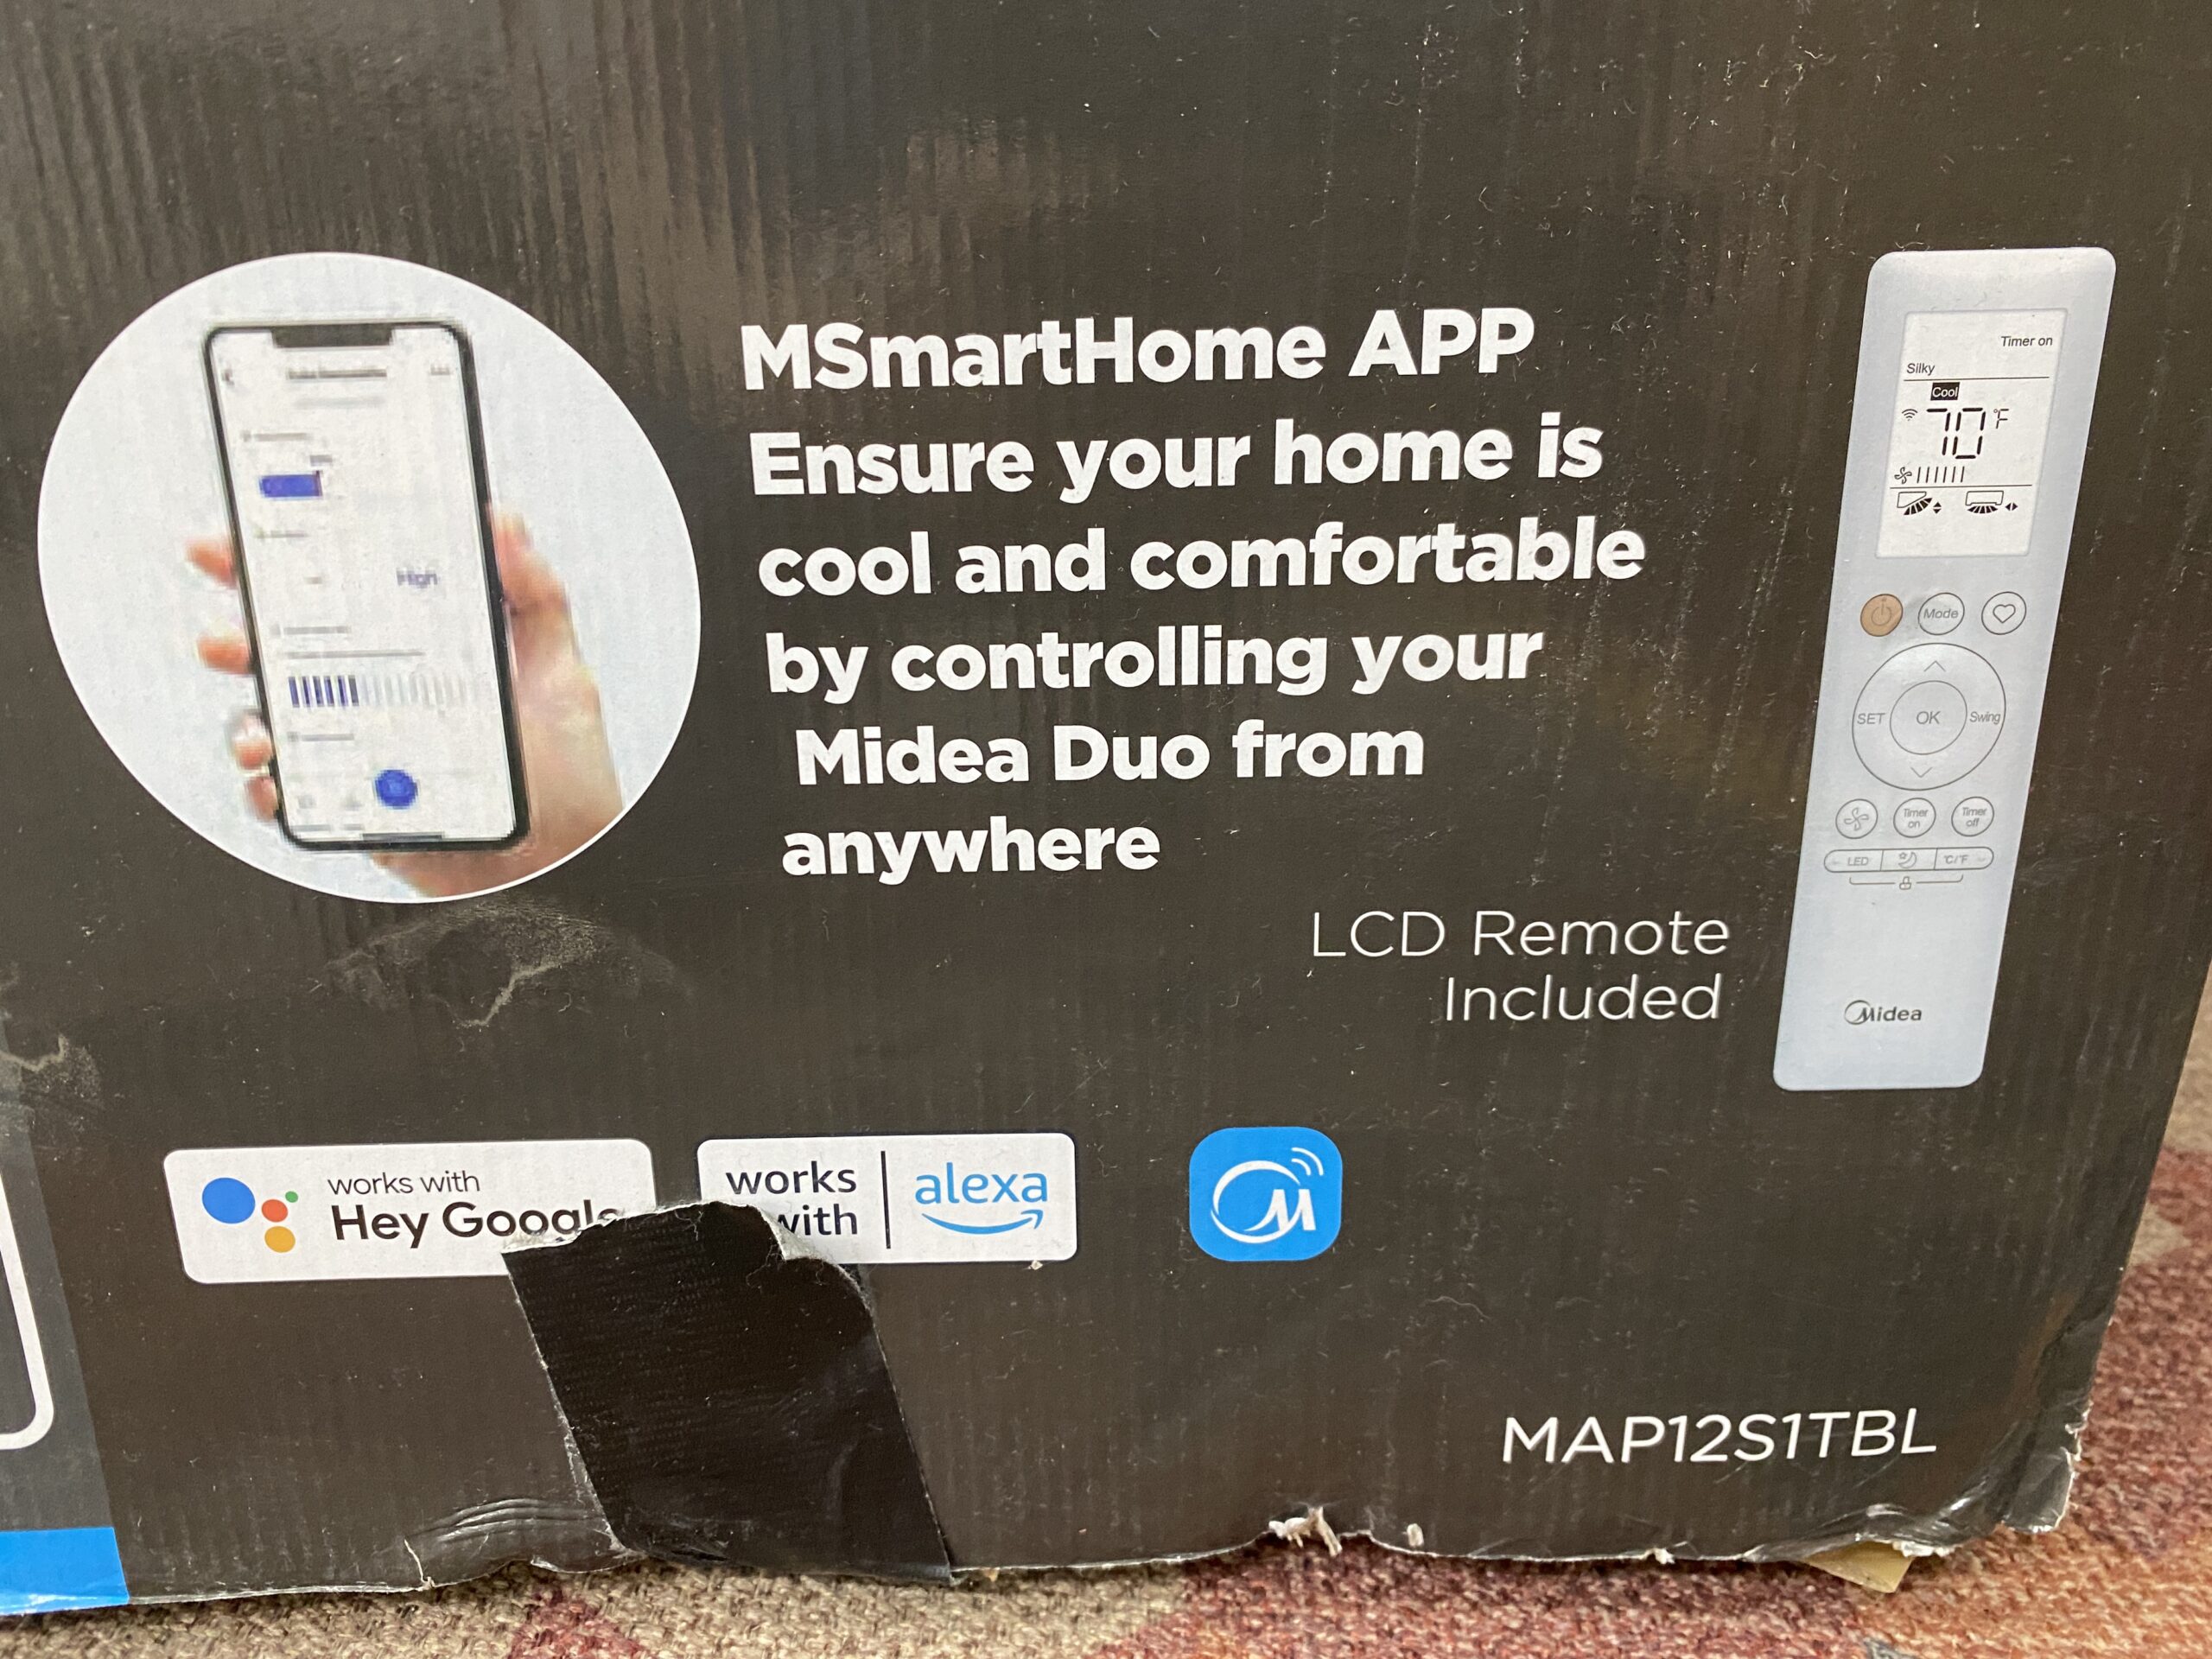 MSmartHome APP
Ensure your home is
cool and comfortable
by controlling your
Midea Duo from
anywhere
High
Timer on
Silky
Cool
70 °F
Mode
SET OK Swing
Timer on
Timer off
LED °C/°F
Midea
LCD Remote
Included
works with
Hey Google
works
with
alexa
MAP12S1TBL